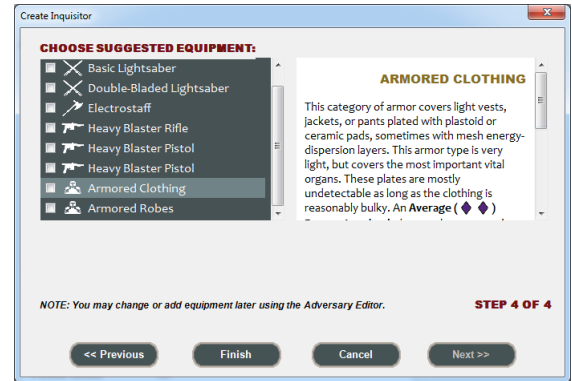 Create Inquisitor
CHOOSE SUGGESTED EQUIPMENT:
Basic Lightsaber
Double-Bladed Lightsaber
Electrostaff
Heavy Blaster Rifle
Heavy Blaster Pistol
Heavy Blaster Pistol
Armored Clothing
Armored Robes
ARMORED CLOTHING
This category of armor covers light vests,
jackets, or pants plated with plastoid or
ceramic pads, sometimes with mesh energy-
dispersion layers. This armor type is very
light, but covers the most important vital
organs. These plates are mostly
undetectable as long as the clothing is
reasonably bulky. An Average ( )
NOTE: You may change or add equipment later using the Adversary Editor.
STEP 4 OF 4
<< Previous
Finish
Cancel
Next >>